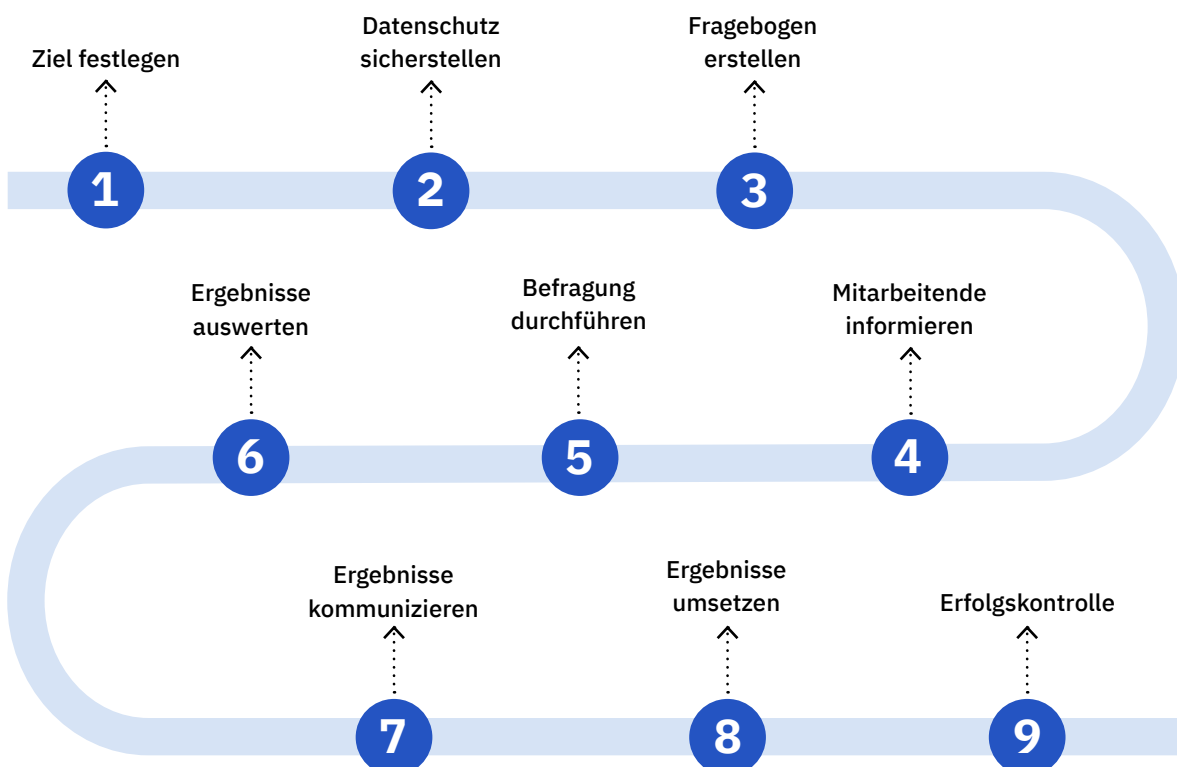 Ziel festlegen
1
Datenschutz
sicherstellen
2
Fragebogen
erstellen
3
Mitarbeitende
informieren
4
Befragung
durchführen
5
Ergebnisse
auswerten
6
Ergebnisse
kommunizieren
7
Ergebnisse
umsetzen
8
Erfolgskontrolle
9